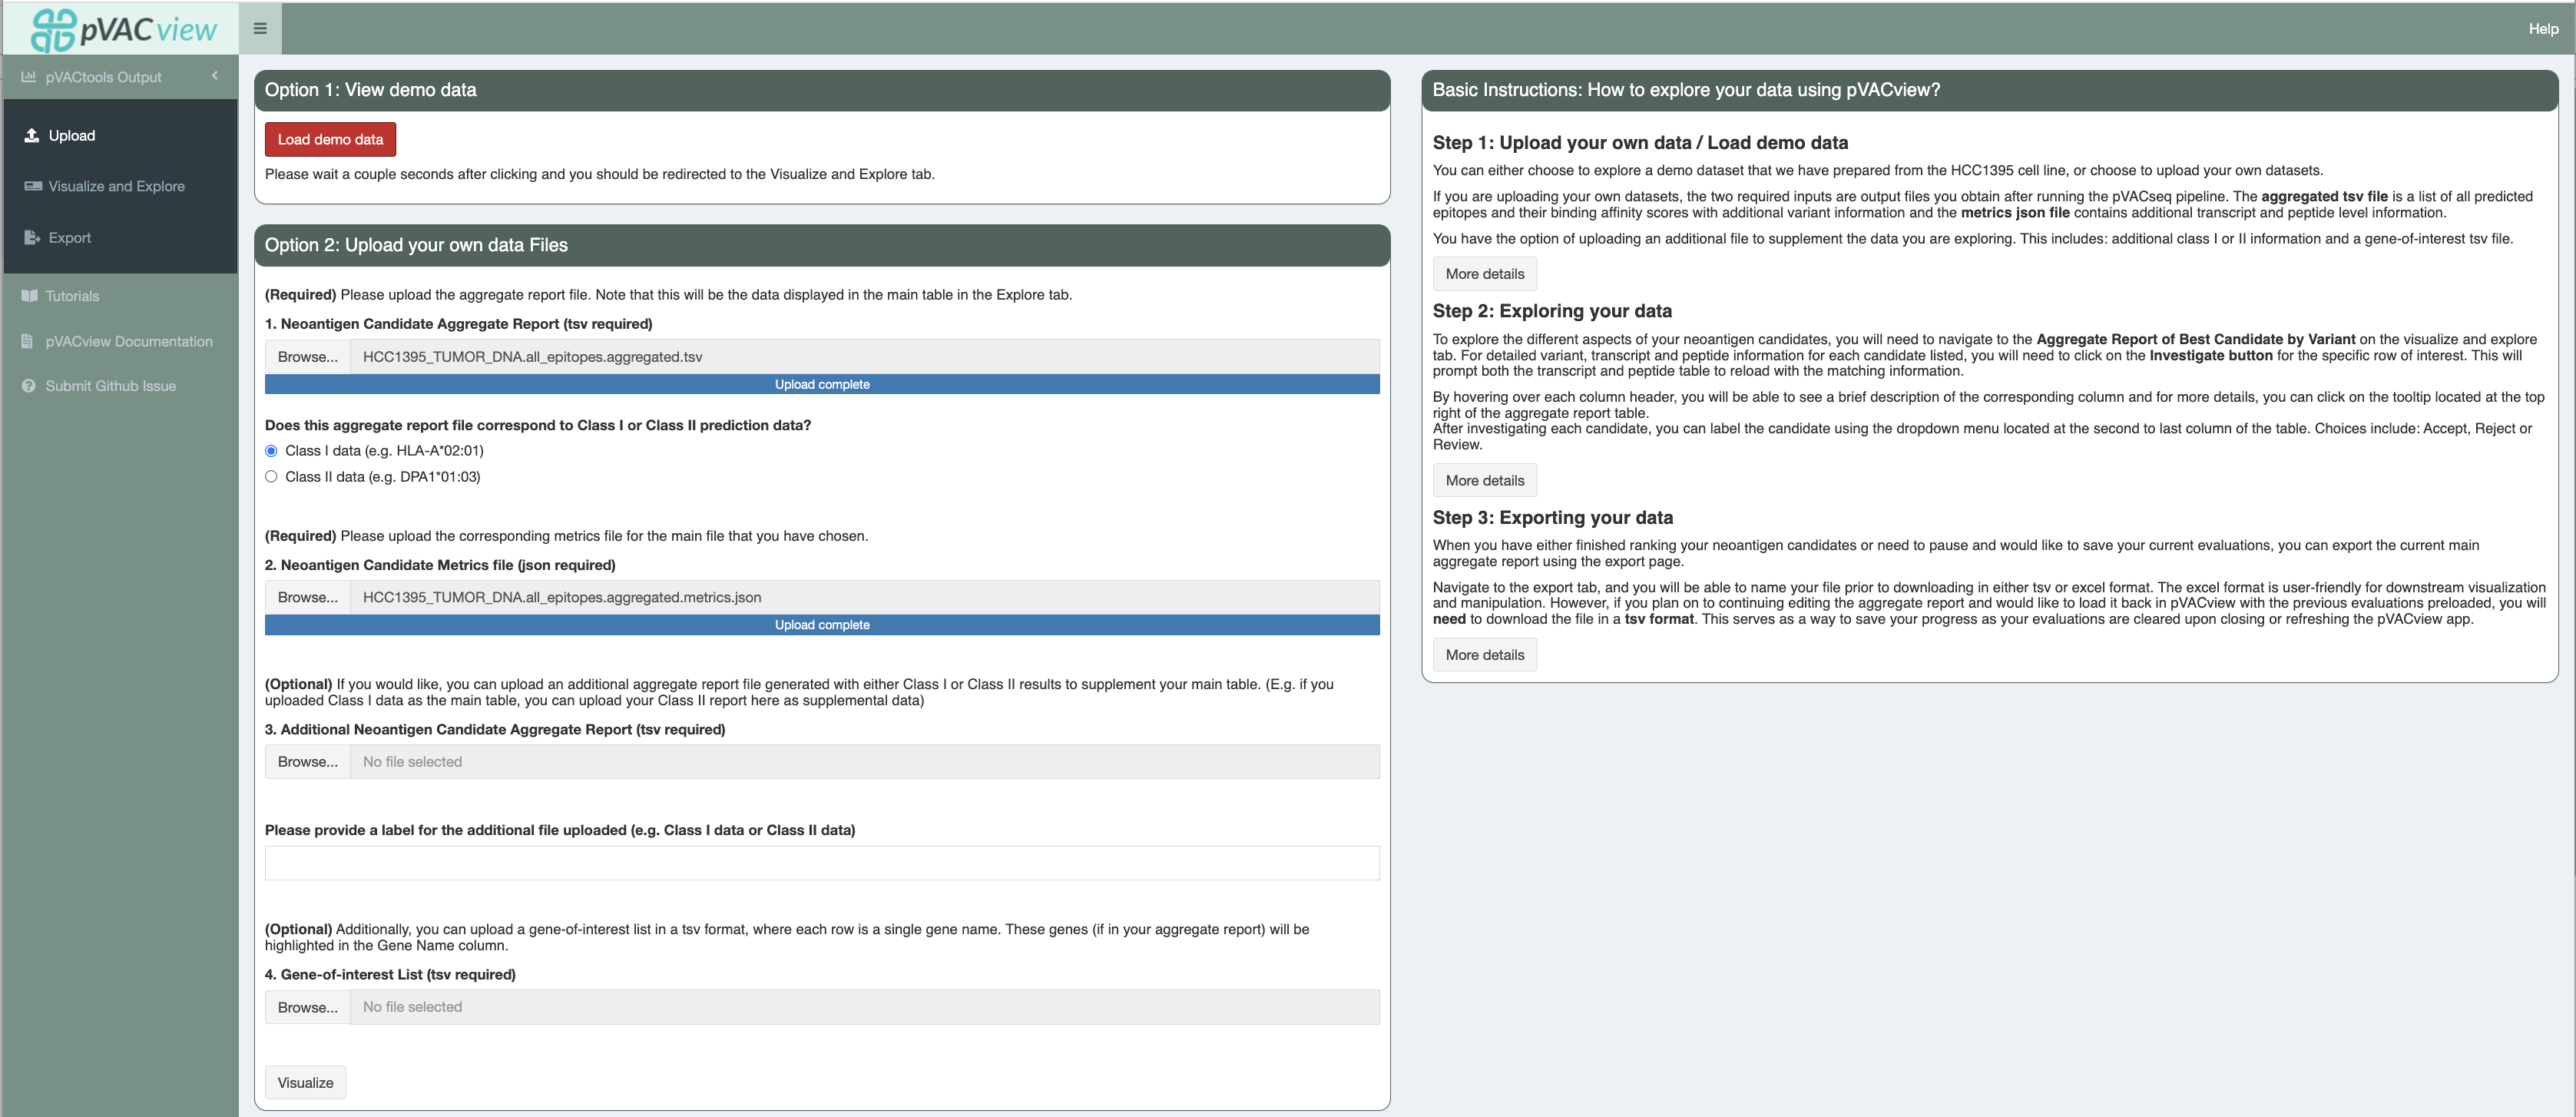 pVACview
Help
pVACtools Output
Upload
Visualize and Explore
Export
Tutorials
pVACview Documentation
Submit Github Issue
Option 1: View demo data
Load demo data
Please wait a couple seconds after clicking and you should be redirected to the Visualize and Explore tab.
Option 2: Upload your own data Files
(Required) Please upload the aggregate report file. Note that this will be the data displayed in the main table in the Explore tab.
1. Neoantigen Candidate Aggregate Report (tsv required)
Browse... HCC1395_TUMOR_DNA.all_epitopes.aggregated.tsv
Upload complete
Does this aggregate report file correspond to Class I or Class II prediction data?
Class I data (e.g. HLA-A*02:01)
Class II data (e.g. DPA1*01:03)
(Required) Please upload the corresponding metrics file for the main file that you have chosen.
2. Neoantigen Candidate Metrics file (json required)
Browse... HCC1395_TUMOR_DNA.all_epitopes.aggregated.metrics.json
Upload complete
(Optional) If you would like, you can upload an additional aggregate report file generated with either Class I or Class II results to supplement your main table. (E.g. if you
uploaded Class I data as the main table, you can upload your Class II report here as supplemental data)
3. Additional Neoantigen Candidate Aggregate Report (tsv required)
Browse... No file selected
Please provide a label for the additional file uploaded (e.g. Class I data or Class II data)
(Optional) Additionally, you can upload a gene-of-interest list in a tsv format, where each row is a single gene name. These genes (if in your aggregate report) will be
highlighted in the Gene Name column.
4. Gene-of-interest List (tsv required)
Browse... No file selected
Visualize
Basic Instructions: How to explore your data using pVACview?
Step 1: Upload your own data / Load demo data
You can either choose to explore a demo dataset that we have prepared from the HCC1395 cell line, or choose to upload your own datasets.
If you are uploading your own datasets, the two required inputs are output files you obtain after running the pVACseq pipeline. The aggregated tsv file is a list of all predicted
epitopes and their binding affinity scores with additional variant information and the metrics json file contains additional transcript and peptide level information.
You have the option of uploading an additional file to supplement the data you are exploring. This includes: additional class I or II information and a gene-of-interest tsv file.
More details
Step 2: Exploring your data
To explore the different aspects of your neoantigen candidates, you will need to navigate to the Aggregate Report of Best Candidate by Variant on the visualize and explore
tab. For detailed variant, transcript and peptide information for each candidate listed, you will need to click on the Investigate button for the specific row of interest. This will
prompt both the transcript and peptide table to reload with the matching information.
By hovering over each column header, you will be able to see a brief description of the corresponding column and for more details, you can click on the tooltip located at the top
right of the aggregate report table.
After investigating each candidate, you can label the candidate using the dropdown menu located at the second to last column of the table. Choices include: Accept, Reject or
Review.
More details
Step 3: Exporting your data
When you have either finished ranking your neoantigen candidates or need to pause and would like to save your current evaluations, you can export the current main
aggregate report using the export page.
Navigate to the export tab, and you will be able to name your file prior to downloading in either tsv or excel format. The excel format is user-friendly for downstream visualization
and manipulation. However, if you plan on to continuing editing the aggregate report and would like to load it back in pVACview with the previous evaluations preloaded, you will
need to download the file in a tsv format. This serves as a way to save your progress as your evaluations are cleared upon closing or refreshing the pVACview app.
More details